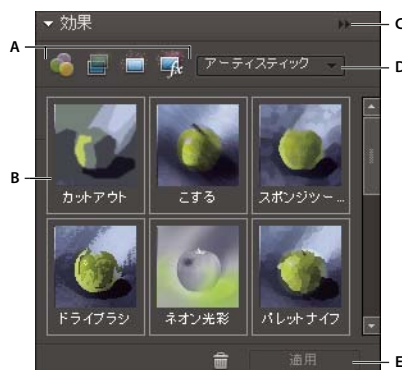 効果
C
A
fx
アーティスティック
D
B
カットアウト
こする
スポンジツー...
ドライブラシ
ネオン光彩
パレットナイフ
適用
E